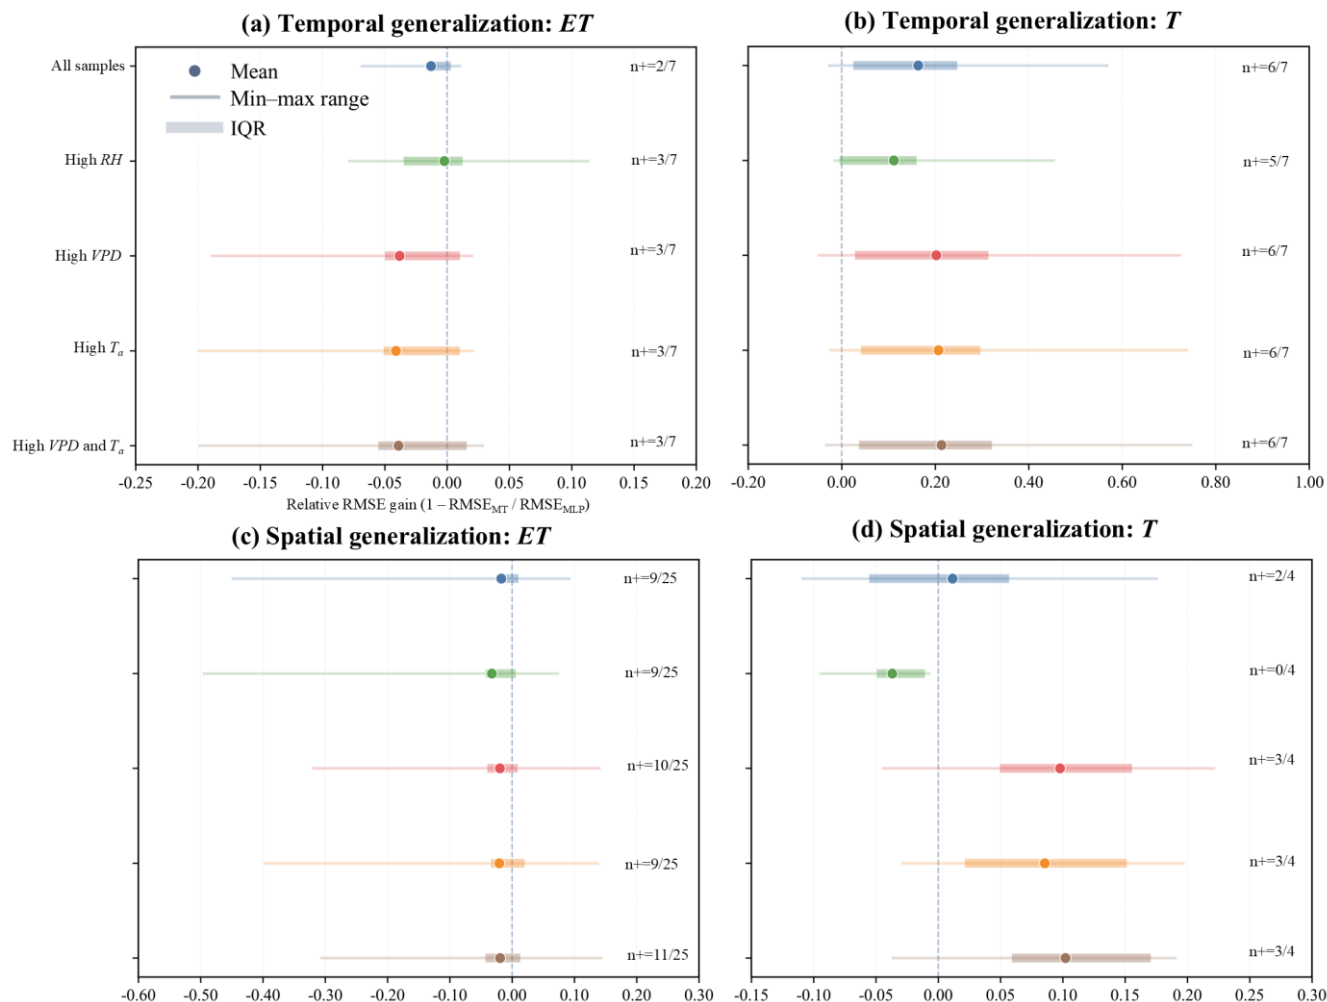 (a) Temporal generalization: ET
All samples
Mean
n+=2/7
Min–max range
IQR
High RH
n+=3/7
High VPD
n+=3/7
High Ta
n+=3/7
High VPD and Ta
n+=3/7
-0.25 -0.20 -0.15 -0.10 -0.05 0.00 0.05 0.10 0.15 0.20
Relative RMSE gain (1 – RMSEMT / RMSEMLP)
(b) Temporal generalization: T
n+=6/7
n+=5/7
n+=6/7
n+=6/7
n+=6/7
-0.20 0.00 0.20 0.40 0.60 0.80 1.00
(c) Spatial generalization: ET
n+=9/25
n+=9/25
n+=10/25
n+=9/25
n+=11/25
-0.60 -0.50 -0.40 -0.30 -0.20 -0.10 0.00 0.10 0.20 0.30
(d) Spatial generalization: T
n+=2/4
n+=0/4
n+=3/4
n+=3/4
n+=3/4
-0.15 -0.10 -0.05 0.00 0.05 0.10 0.15 0.20 0.25 0.30